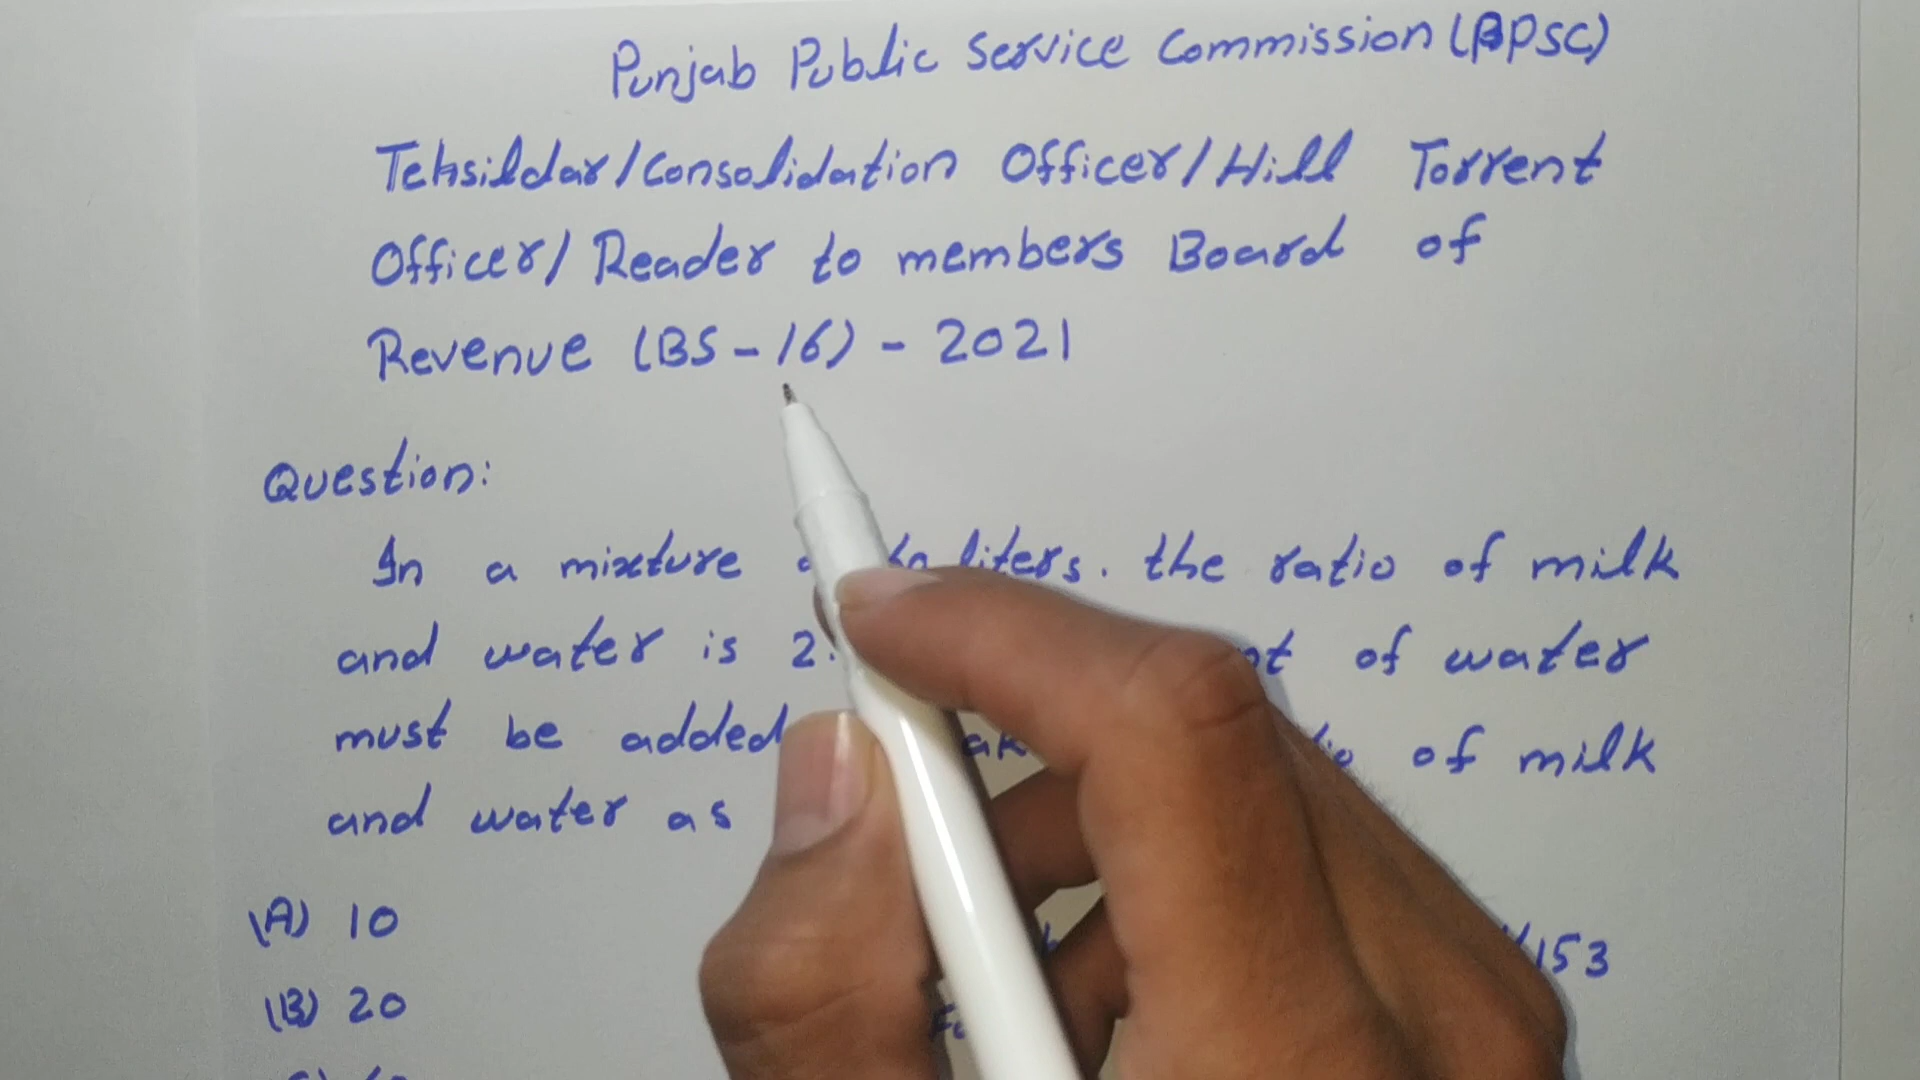 Punjab Public Service Commission (PPSC)
Tehsildar/Consolidation Officer/Hill Torrent
Officer/Reader to members Board of
Revenue (BS-16) - 2021
Question:
In a mixture liters. the ratio of milk
and water is 2: of water
must be added of milk
and water as
(A) 10
153
(B) 20